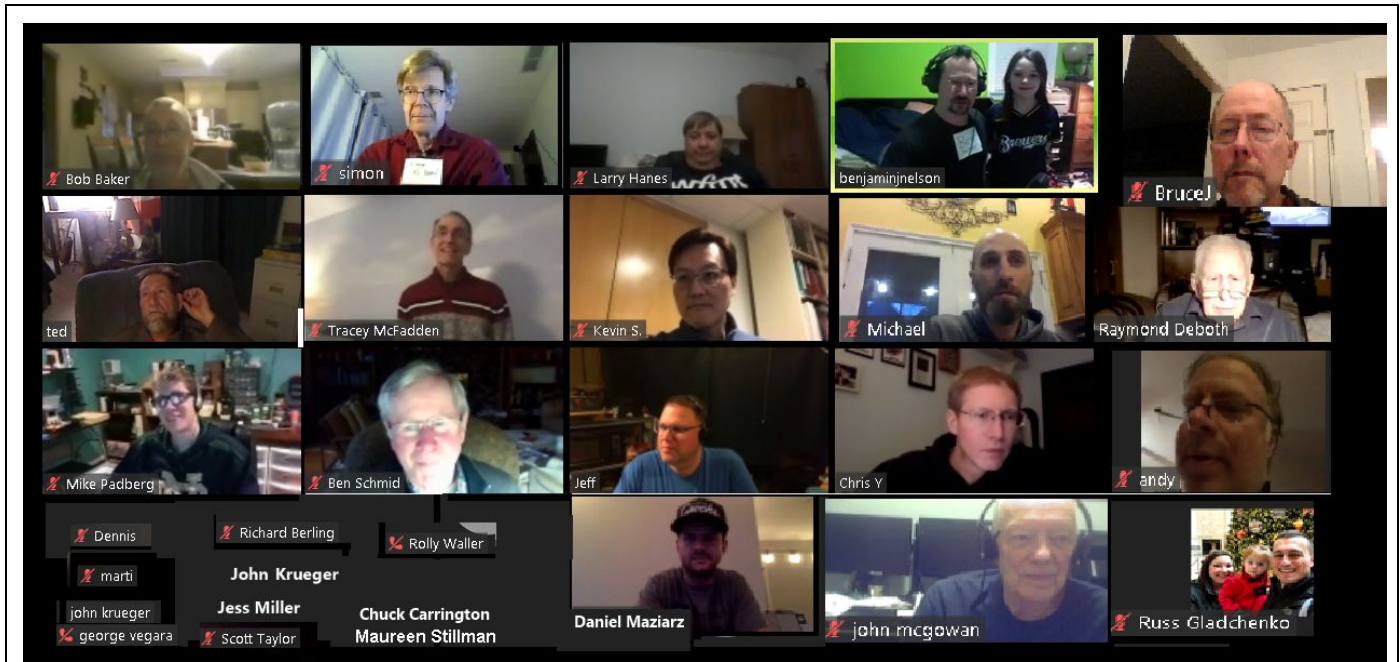 Bob Baker
simon
Larry Hanes
benjaminjnelson
Brewers
BruceJ
ted
Tracey McFadden
Kevin S.
Michael
Raymond Deboth
Mike Padberg
Ben Schmid
Jeff
Chris Y
andy
Dennis
Richard Berling
Rolly Waller
marti
John Krueger
john krueger
Jess Miller
Chuck Carrington
george vegara
Scott Taylor
Maureen Stillman
Daniel Maziarz
john mcgowan
Russ Gladchenko